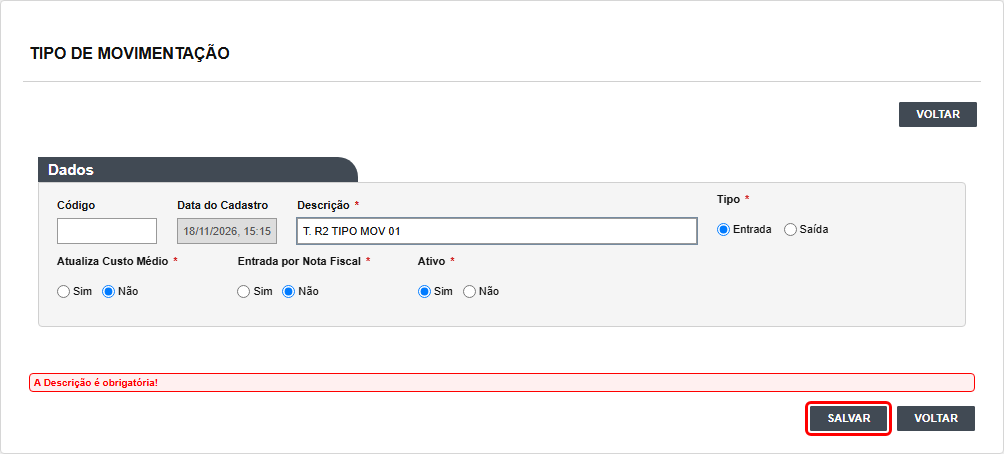 TIPO DE MOVIMENTAÇÃO
VOLTAR
Dados
Código Data do Cadastro Descrição * Tipo *
18/11/2026, 15:15 T. R2 TIPO MOV 01 Entrada Saída
Atualiza Custo Médio * Entrada por Nota Fiscal * Ativo *
Sim Não Sim Não Sim Não
A Descrição é obrigatória!
SALVAR VOLTAR